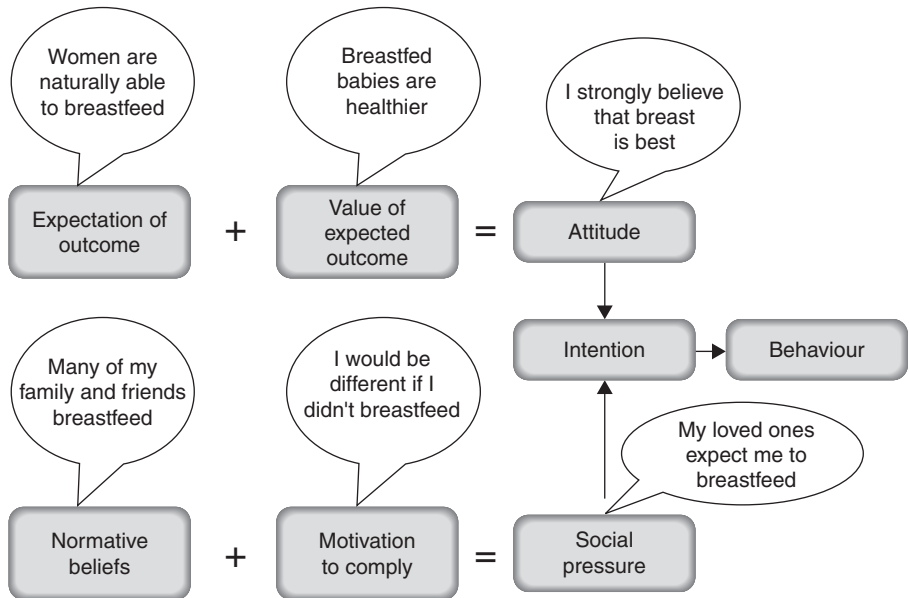 Women are
naturally able
to breastfeed
Breastfed
babies are
healthier
I strongly believe
that breast
is best
Expectation of
outcome
+
Value of
expected
outcome
=
Attitude
Many of my
family and friends
breastfeed
I would be
different if I
didn't breastfeed
Intention
Behaviour
My loved ones
expect me to
breastfeed
Normative
beliefs
+
Motivation
to comply
=
Social
pressure